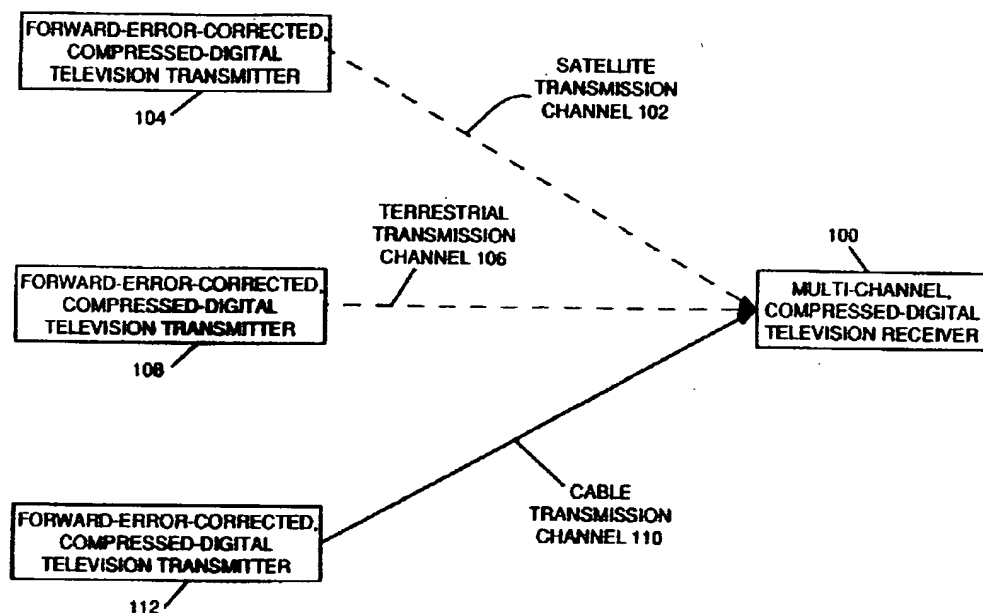 FORWARD-ERROR-CORRECTED,
COMPRESSED-DIGITAL
TELEVISION TRANSMITTER
104
SATELLITE
TRANSMISSION
CHANNEL 102
TERRESTRIAL
TRANSMISSION
CHANNEL 106
FORWARD-ERROR-CORRECTED,
COMPRESSED-DIGITAL
TELEVISION TRANSMITTER
108
100
MULTI-CHANNEL,
COMPRESSED-DIGITAL
TELEVISION RECEIVER
CABLE
TRANSMISSION
CHANNEL 110
FORWARD-ERROR-CORRECTED,
COMPRESSED-DIGITAL
TELEVISION TRANSMITTER
112